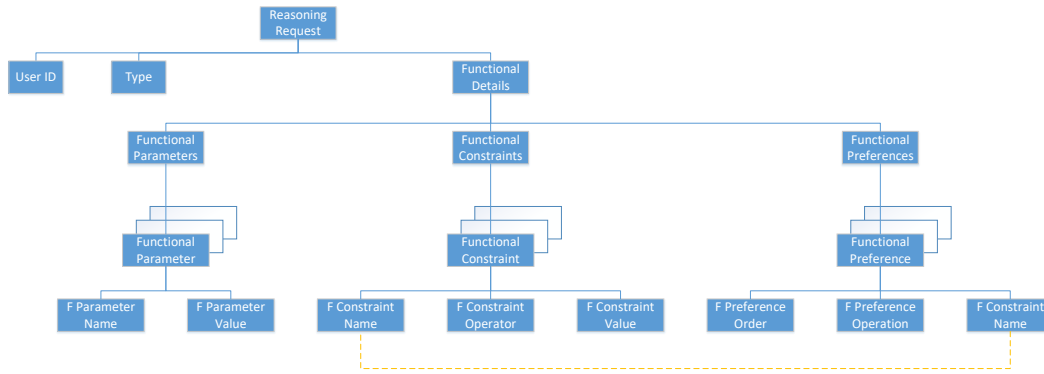 Reasoning
Request
User ID
Type
Functional
Details
Functional
Parameters
Functional
Constraints
Functional
Preferences
Functional
Parameter
Functional
Constraint
Functional
Preference
F Parameter
Name
F Parameter
Value
F Constraint
Name
F Constraint
Operator
F Constraint
Value
F Preference
Order
F Preference
Operation
F Constraint
Name